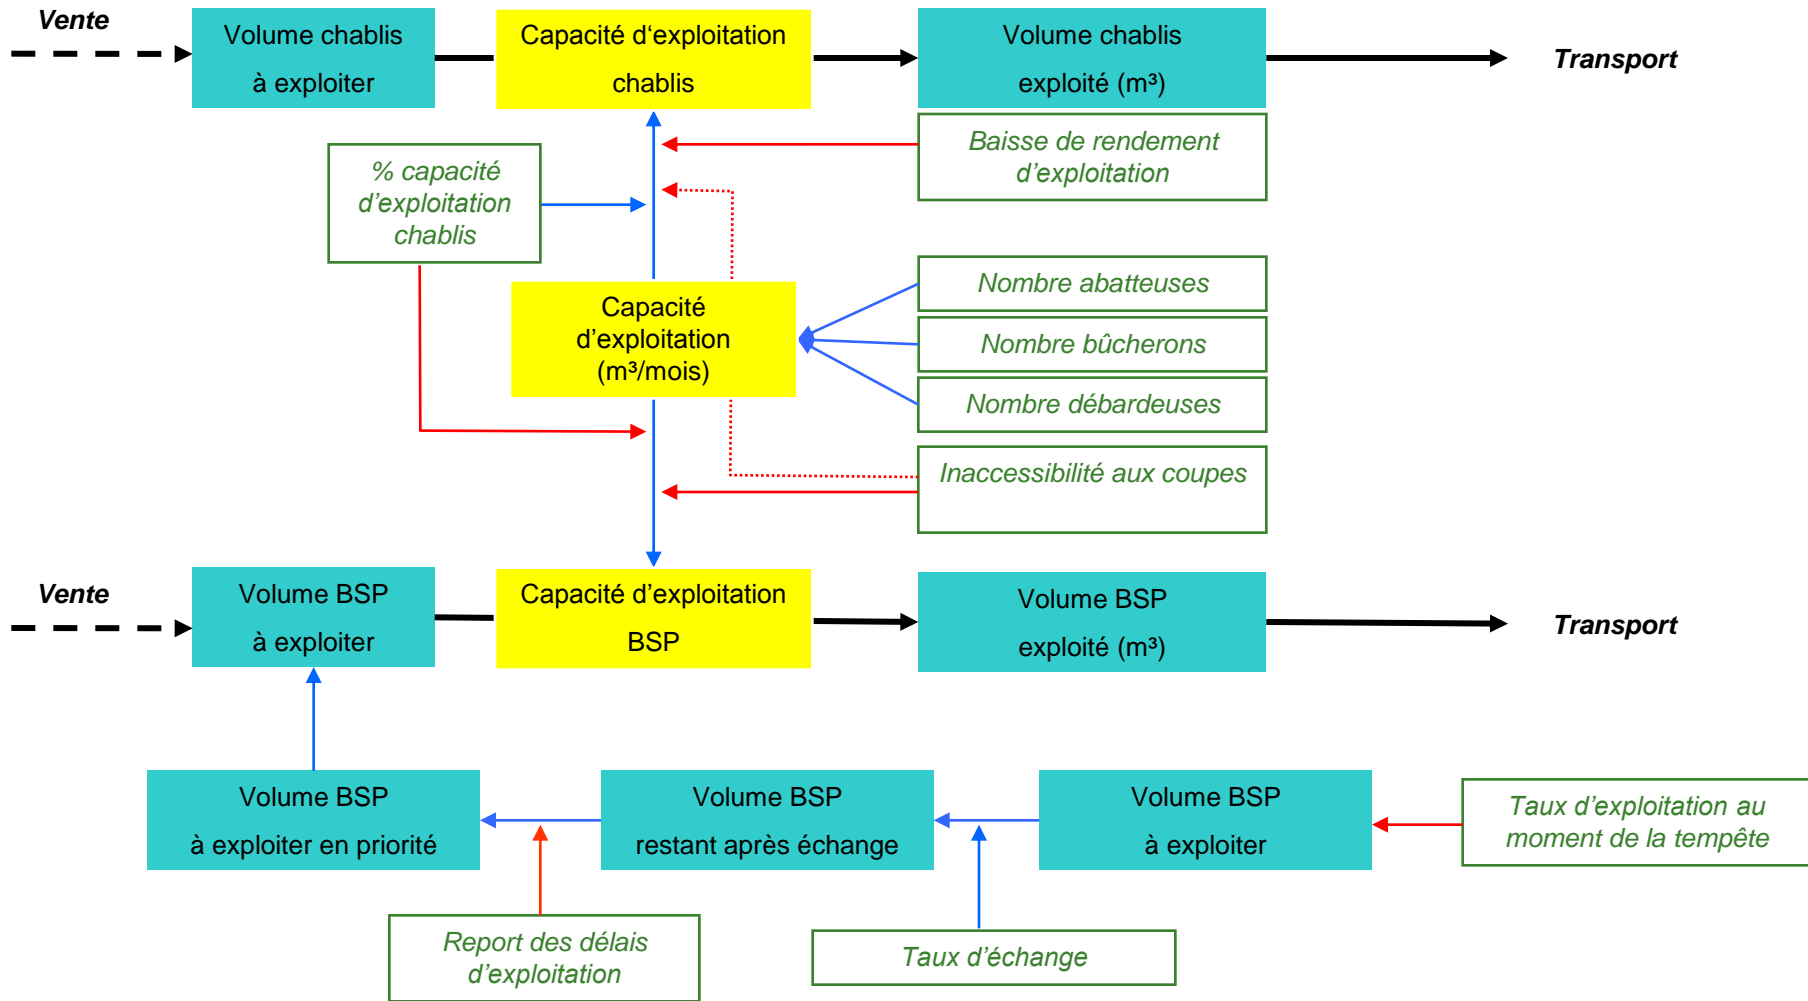 Vente
Volume chablis
à exploiter
Capacité d‘exploitation
chablis
Volume chablis
exploité (m³)
Transport
Baisse de rendement
d’exploitation
% capacité
d’exploitation
chablis
Nombre abatteuses
Capacité
d’exploitation
(m³/mois)
Nombre bûcherons
Nombre débardeuses
Inaccessibilité aux coupes
Vente
Volume BSP
à exploiter
Capacité d’exploitation
BSP
Volume BSP
exploité (m³)
Transport
Volume BSP
à exploiter en priorité
Volume BSP
restant après échange
Volume BSP
à exploiter
Taux d’exploitation au
moment de la tempête
Report des délais
d’exploitation
Taux d’échange